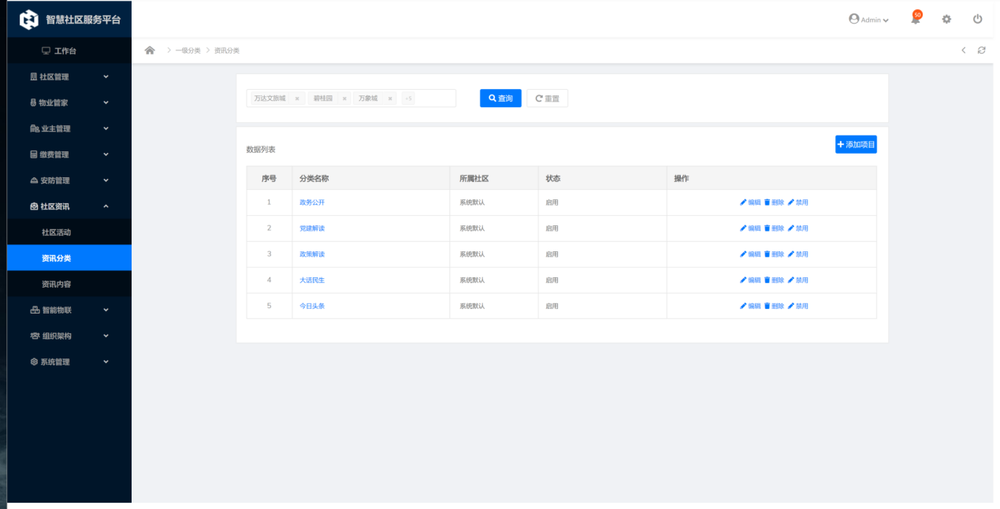 智慧社区服务平台
Admin
50
工作台
一级分类 > 资讯分类
社区管理
物业管家
业主管理
缴费管理
安防管理
社区资讯
社区活动
资讯分类
资讯内容
智能物联
组织架构
系统管理
万达文旅城 × 碧桂园 × 万象城 × +5
查询 重置
数据列表
+添加项目
序号 分类名称 所属社区 状态 操作
1 政务公开 系统默认 启用 编辑 删除 禁用
2 党建解读 系统默认 启用 编辑 删除 禁用
3 政策解读 系统默认 启用 编辑 删除 禁用
4 大话民生 系统默认 启用 编辑 删除 禁用
5 今日头条 系统默认 启用 编辑 删除 禁用